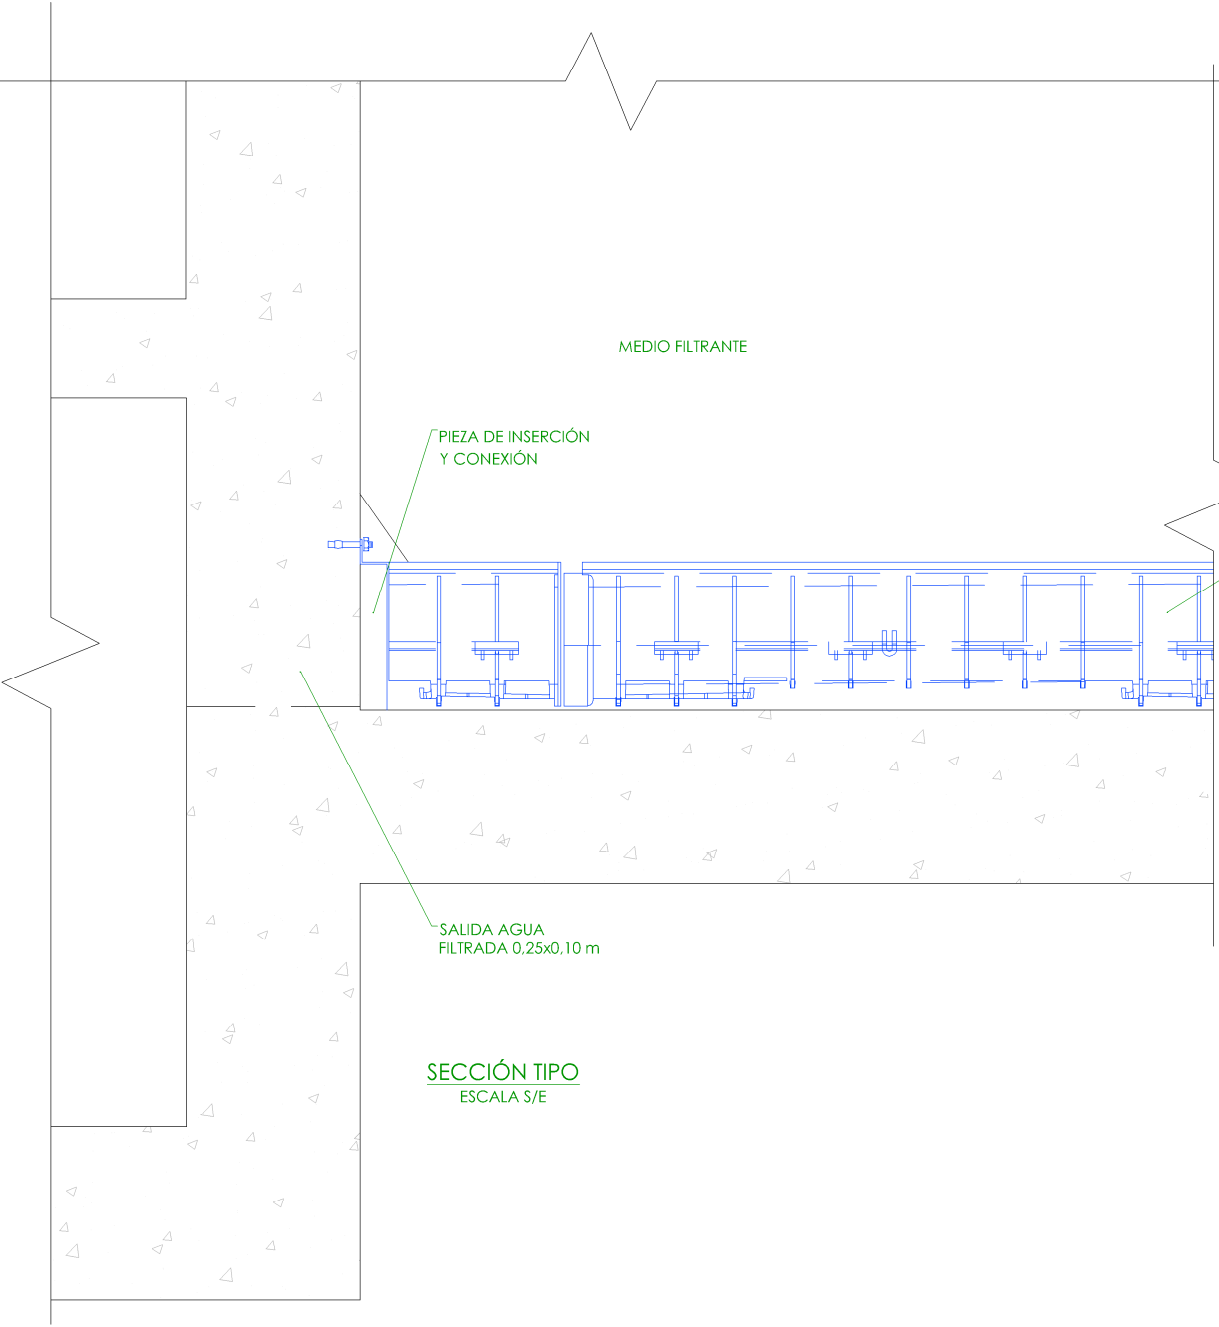 MEDIO FILTRANTE
PIEZA DE INSERCIÓN
Y CONEXIÓN
SALIDA AGUA
FILTRADA 0,25x0,10 m
SECCIÓN TIPO
ESCALA S/E